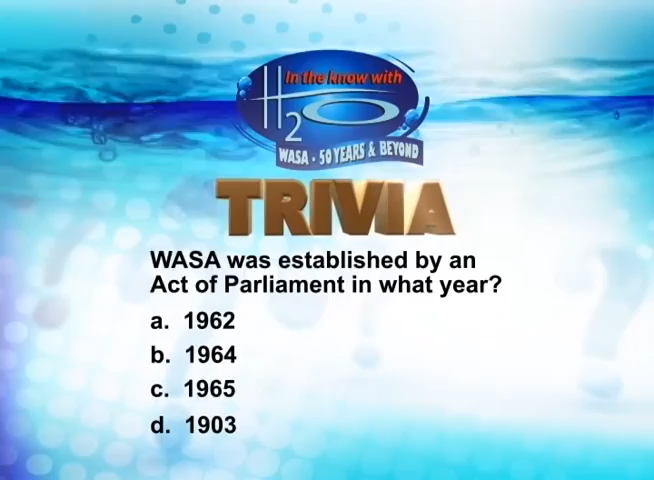 In the know with
H2O
WASA - 50 YEARS & BEYOND
TRIVIA
WASA was established by an
Act of Parliament in what year?
a. 1962
b. 1964
c. 1965
d. 1903